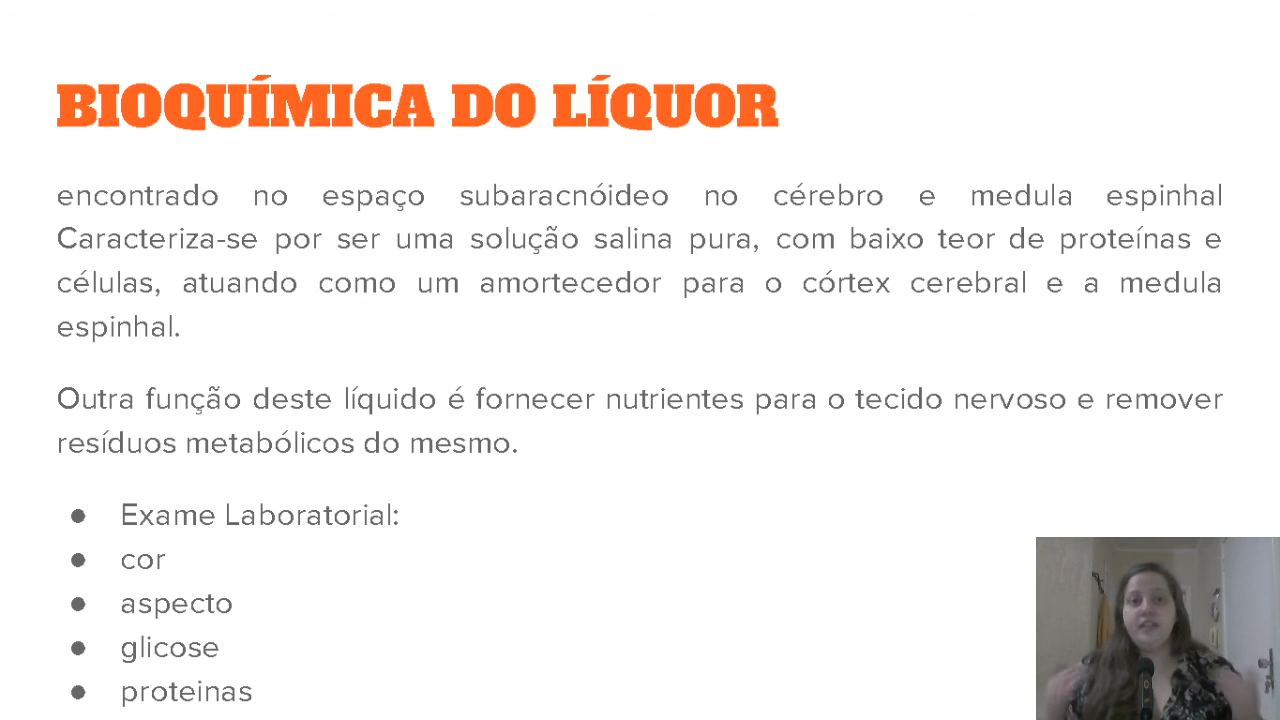 BIOQUÍMICA DO LÍQUOR
encontrado no espaço subaracnóideo no cérebro e medula espinhal
Caracteriza-se por ser uma solução salina pura, com baixo teor de proteínas e
células, atuando como um amortecedor para o córtex cerebral e a medula
espinhal.
Outra função deste líquido é fornecer nutrientes para o tecido nervoso e remover
resíduos metabólicos do mesmo.
● Exame Laboratorial:
● cor
● aspecto
● glicose
● proteinas